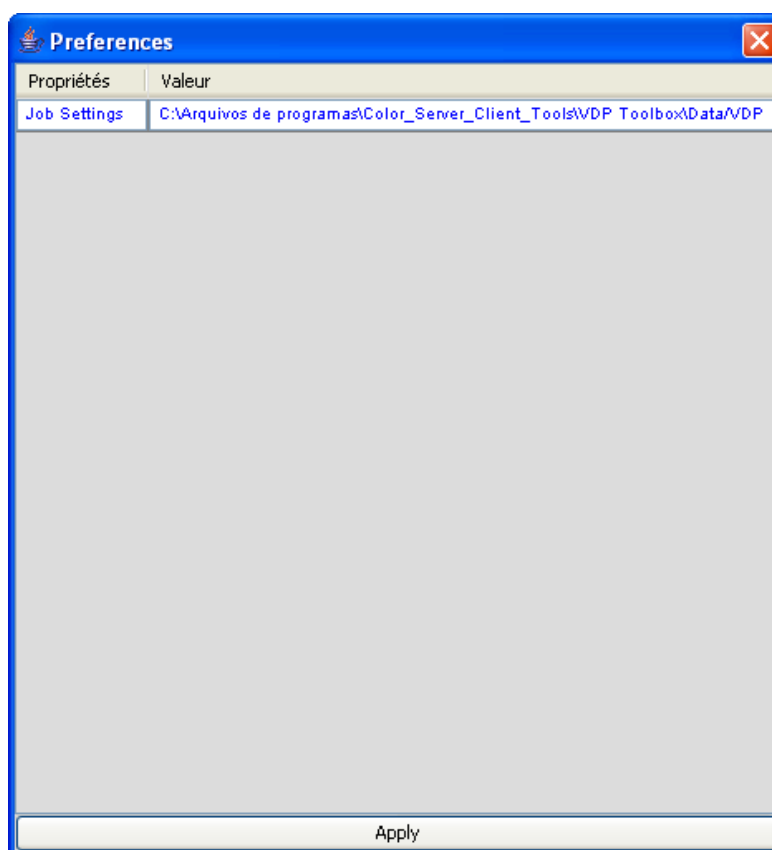 Preferences
Propriétés Valeur
Job Settings C:\Arquivos de programas\Color_Server_Client_Tools\VDP Toolbox\Data/VDP
Apply